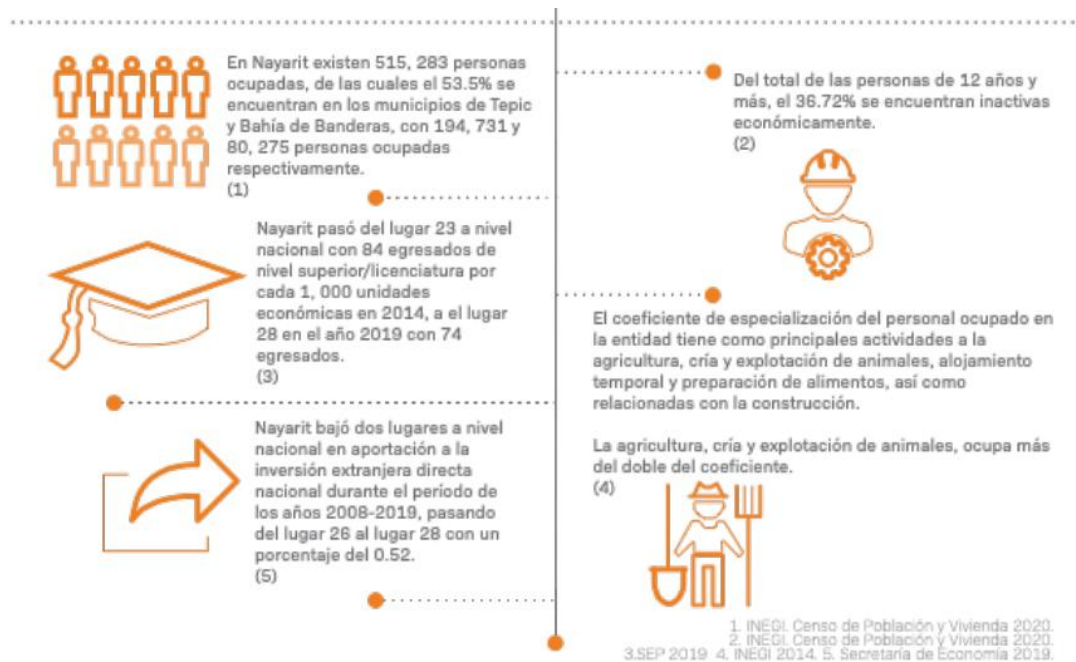 En Nayarit existen 515, 283 personas
ocupadas, de las cuales el 53.5% se
encuentran en los municipios de Tepic
y Bahía de Banderas, con 194, 731 y
80, 275 personas ocupadas
respectivamente.
(1)
Del total de las personas de 12 años y
más, el 36.72% se encuentran inactivas
económicamente.
(2)
Nayarit pasó del lugar 23 a nivel
nacional con 84 egresados de
nivel superior/licenciatura por
cada 1, 000 unidades
económicas en 2014, a el lugar
28 en el año 2019 con 74
egresados.
(3)
El coeficiente de especialización del personal ocupado en
la entidad tiene como principales actividades a la
agricultura, cría y explotación de animales, alojamiento
temporal y preparación de alimentos, así como
relacionadas con la construcción.
La agricultura, cría y explotación de animales, ocupa más
del doble del coeficiente.
(4)
Nayarit bajó dos lugares a nivel
nacional en aportación a la
inversión extranjera directa
nacional durante el período de
los años 2008-2019, pasando
del lugar 26 al lugar 28 con un
porcentaje del 0.52.
(5)
1. INEGI. Censo de Población y Vivienda 2020.
2. INEGI. Censo de Población y Vivienda 2020.
3.SEP 2019 4. INEGI 2014. 5. Secretaría de Economía 2019.